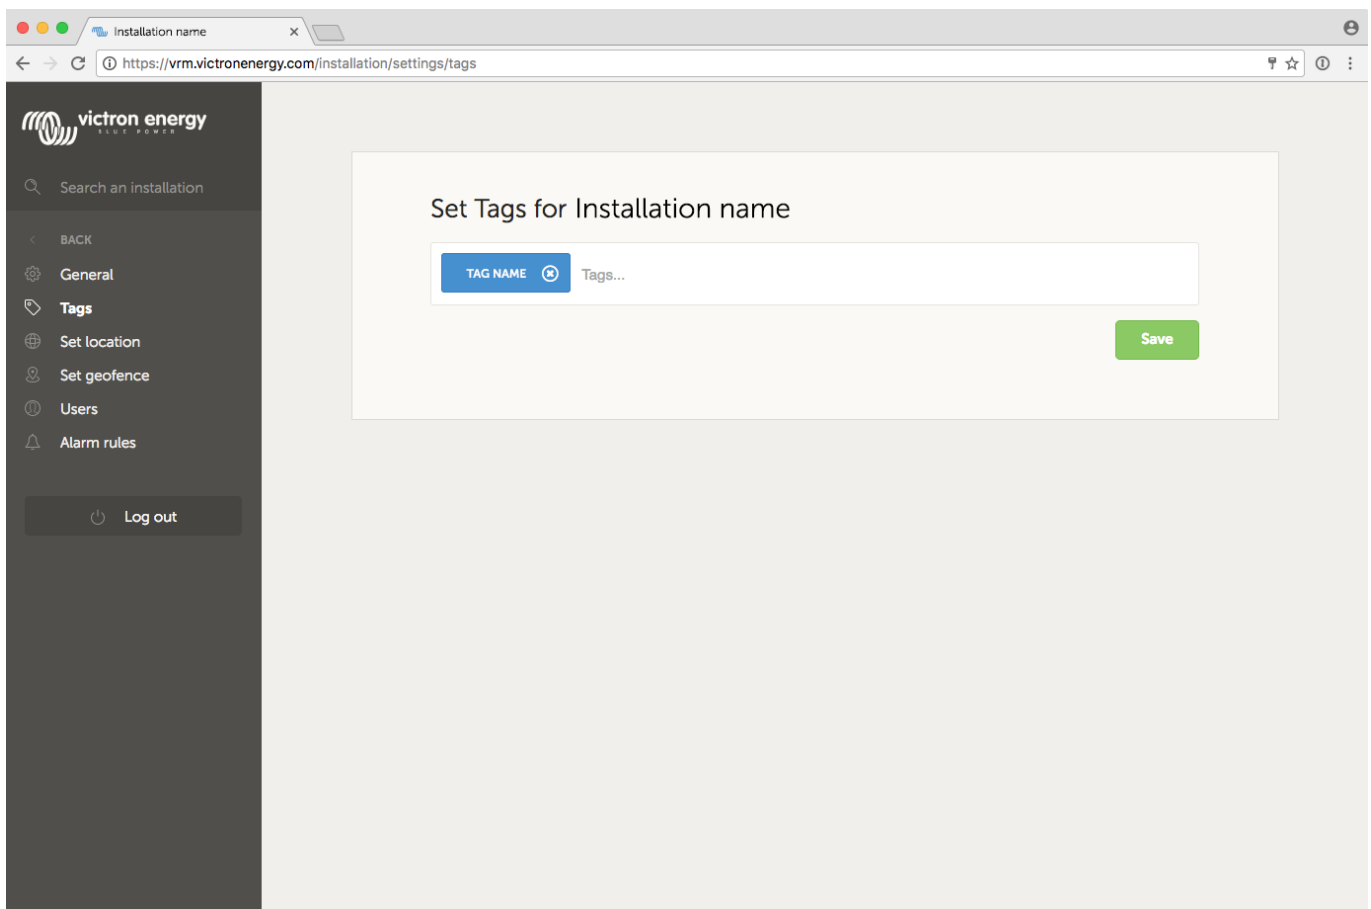 Installation name
https://vrm.victronenergy.com/installation/settings/tags
victron energy
BLUE POWER
Search an installation
BACK
General
Tags
Set location
Set geofence
Users
Alarm rules
Log out
Set Tags for Installation name
TAG NAME Tags...
Save